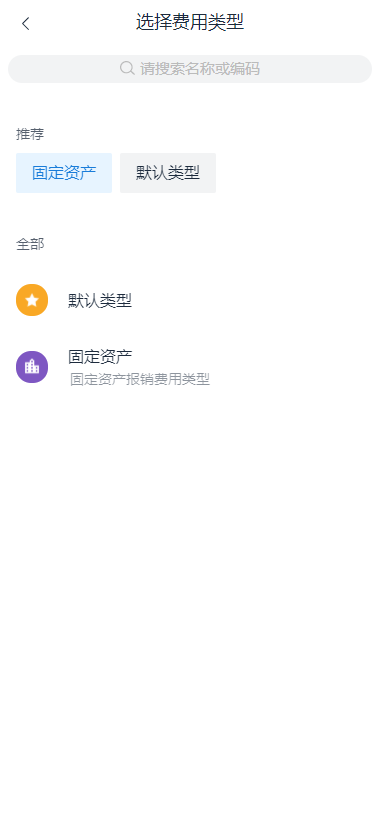 选择费用类型
请搜索名称或编码
推荐
固定资产 默认类型
全部
默认类型
固定资产
固定资产报销费用类型